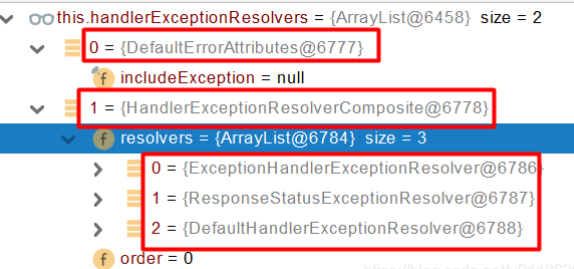 this.handlerExceptionResolvers = {ArrayList@6458} size = 2
0 = {DefaultErrorAttributes@6777}
f includeException = null
1 = {HandlerExceptionResolverComposite@6778}
f resolvers = {ArrayList@6784} size = 3
0 = {ExceptionHandlerExceptionResolver@6786}
1 = {ResponseStatusExceptionResolver@6787}
2 = {DefaultHandlerExceptionResolver@6788}
f order = 0